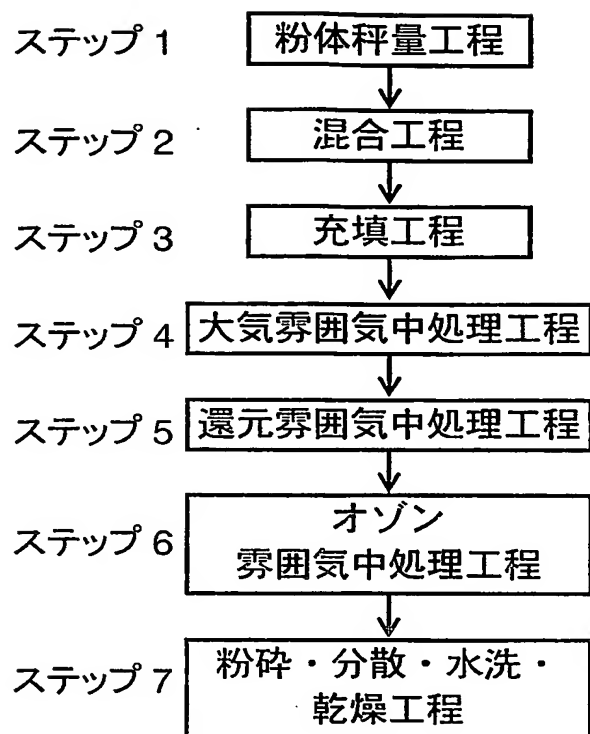 ステップ 1 粉体秤量工程
ステップ 2 混合工程
ステップ 3 充填工程
ステップ 4 大気雰囲気中処理工程
ステップ 5 還元雰囲気中処理工程
ステップ 6 オゾン
雰囲気中処理工程
ステップ 7 粉砕・分散・水洗・
乾燥工程